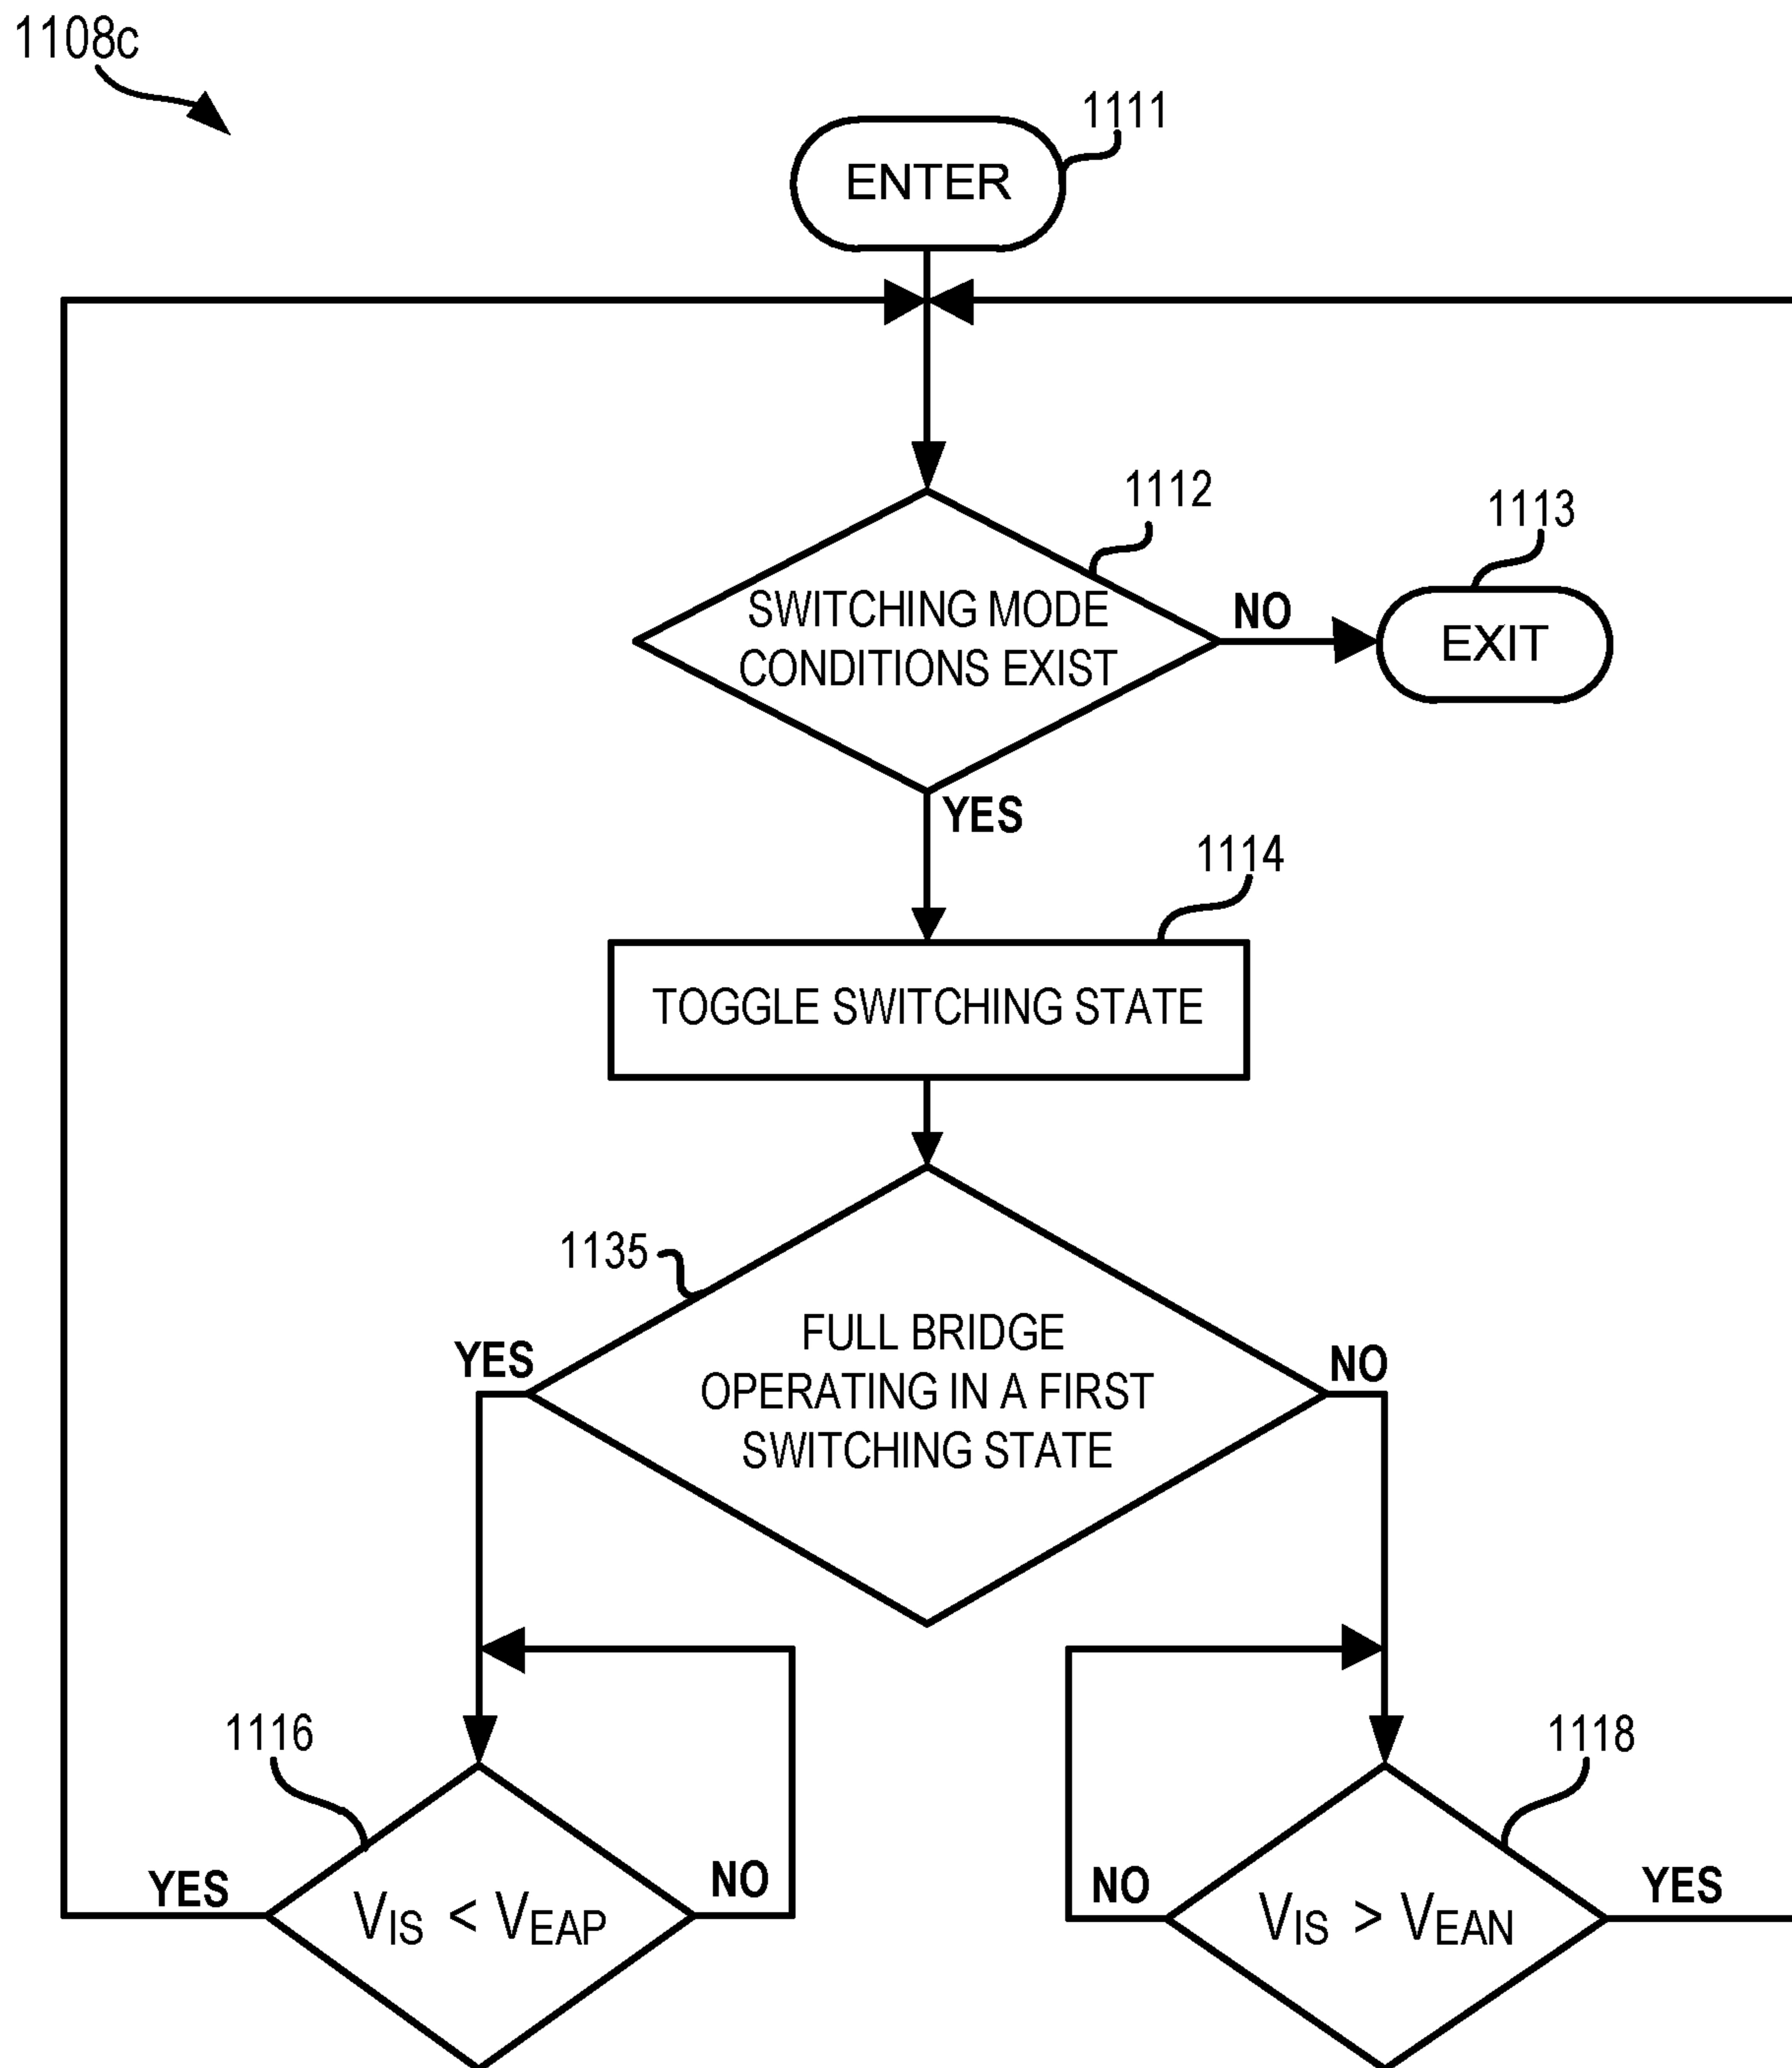 1108c
1111
ENTER
1112
1113
SWITCHING MODE
CONDITIONS EXIST
NO
EXIT
YES
1114
TOGGLE SWITCHING STATE
1135
FULL BRIDGE
OPERATING IN A FIRST
SWITCHING STATE
YES
NO
1116
1118
YES
VIS < VEAP
NO
NO
VIS > VEAN
YES